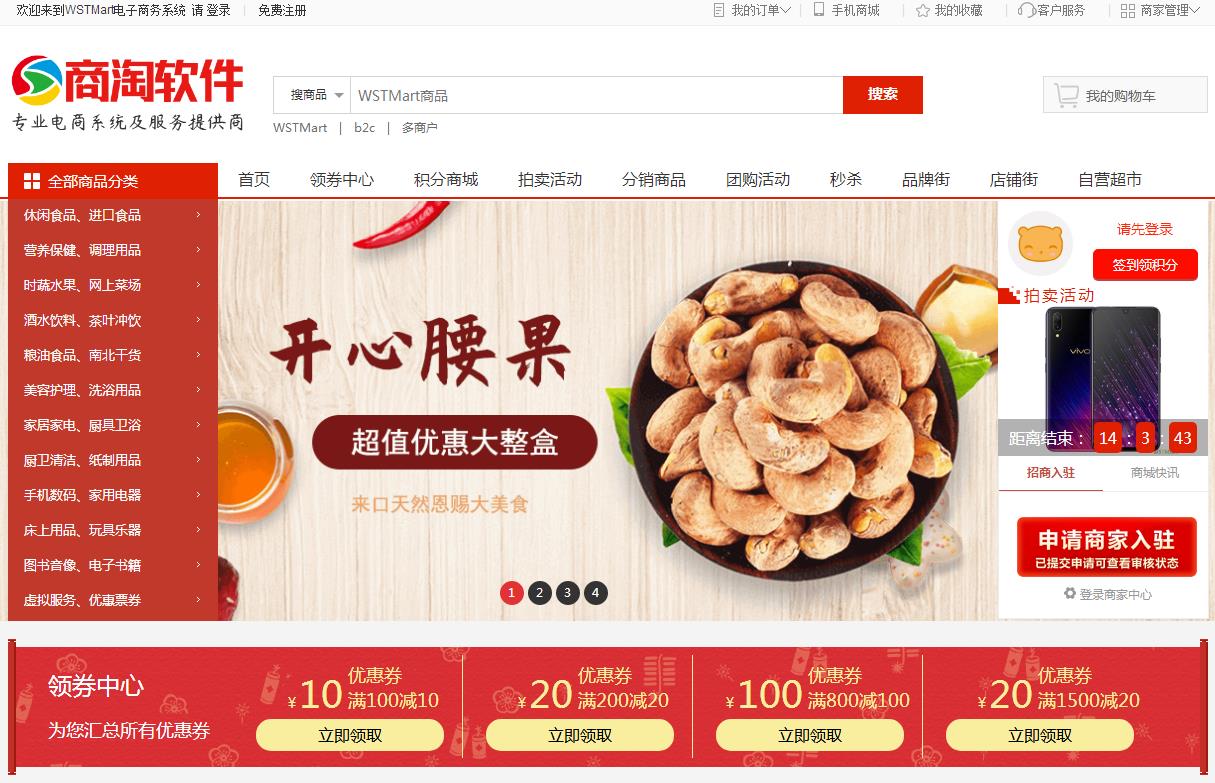 欢迎来到WSTMart电子商务系统 请 登录 免费注册 我的订单 手机商城 我的收藏 客户服务 商家管理
商淘软件
专业电商系统及服务提供商
搜商品 WSTMart商品 搜索 我的购物车
WSTMart | b2c | 多商户
全部商品分类 首页 领券中心 积分商城 拍卖活动 分销商品 团购活动 秒杀 品牌街 店铺街 自营超市
休闲食品、进口食品
营养保健、调理用品
时蔬水果、网上菜场
酒水饮料、茶叶冲饮
粮油食品、南北干货
美容护理、洗浴用品
家居家电、厨具卫浴
厨卫清洁、纸制用品
手机数码、家用电器
床上用品、玩具乐器
图书音像、电子书籍
虚拟服务、优惠票券
开心腰果
超值优惠大整盒
来口天然恩赐大美食
1 2 3 4
请先登录
签到领积分
拍卖活动
vivo
距离结束： 14 : 3 : 43
招商入驻 商城快讯
申请商家入驻
已提交申请可查看审核状态
登录商家中心
领券中心
为您汇总所有优惠券
¥10 优惠券
满100减10
立即领取
¥20 优惠券
满200减20
立即领取
¥100 优惠券
满800减100
立即领取
¥20 优惠券
满1500减20
立即领取